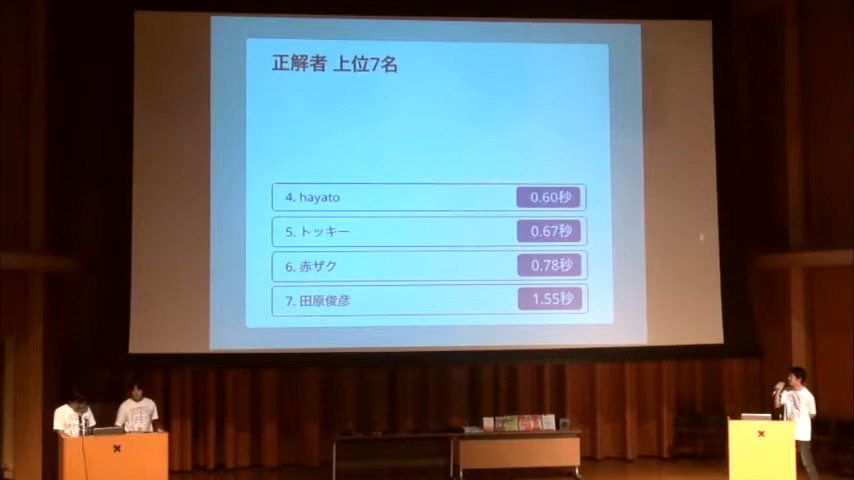 正解者 上位7名
4. hayato 0.60秒
5. トッキー 0.67秒
6. 赤ザク 0.78秒
7. 田原俊彦 1.55秒